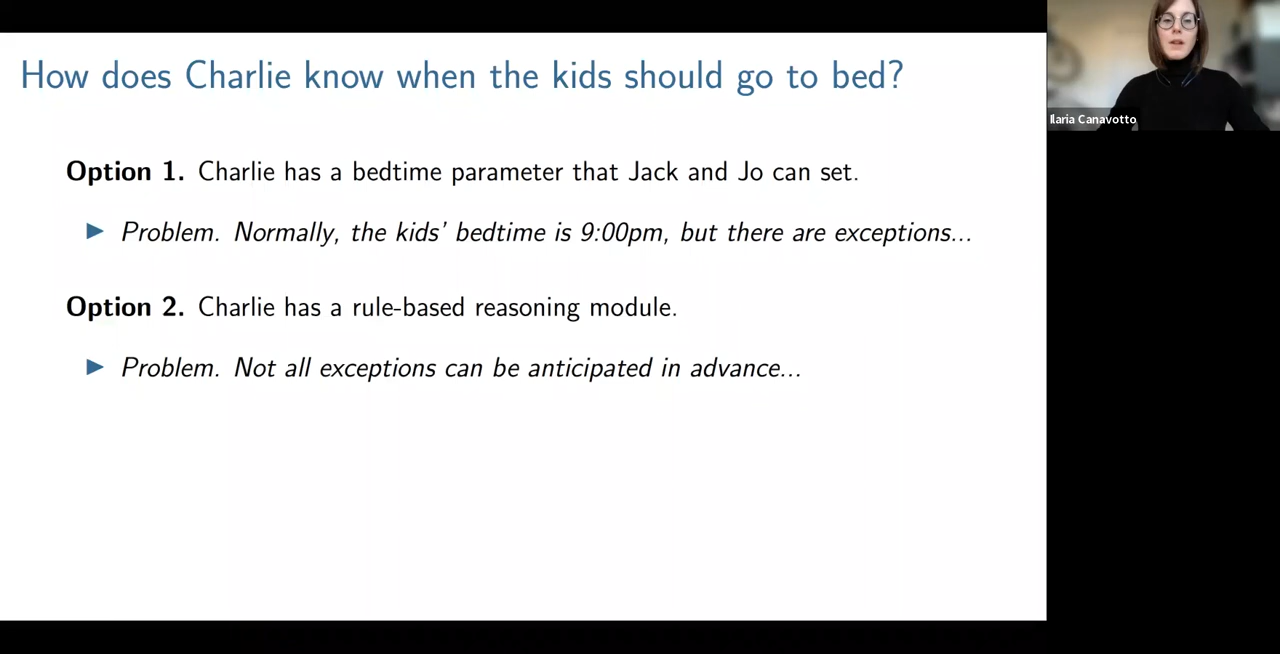 How does Charlie know when the kids should go to bed?
Ilaria Canavotto
Option 1. Charlie has a bedtime parameter that Jack and Jo can set.
Problem. Normally, the kids' bedtime is 9:00pm, but there are exceptions...
Option 2. Charlie has a rule-based reasoning module.
Problem. Not all exceptions can be anticipated in advance...